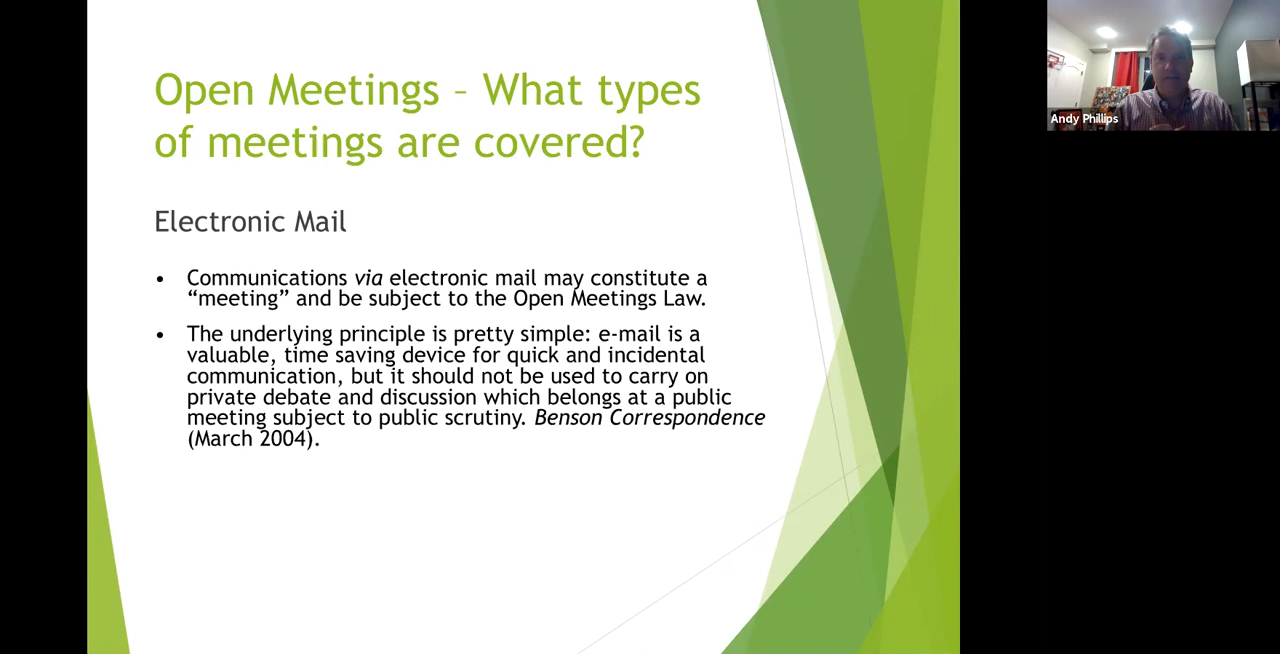 Open Meetings – What types
of meetings are covered?
Electronic Mail
• Communications via electronic mail may constitute a
“meeting” and be subject to the Open Meetings Law.
• The underlying principle is pretty simple: e-mail is a
valuable, time saving device for quick and incidental
communication, but it should not be used to carry on
private debate and discussion which belongs at a public
meeting subject to public scrutiny. Benson Correspondence
(March 2004).
Andy Phillips